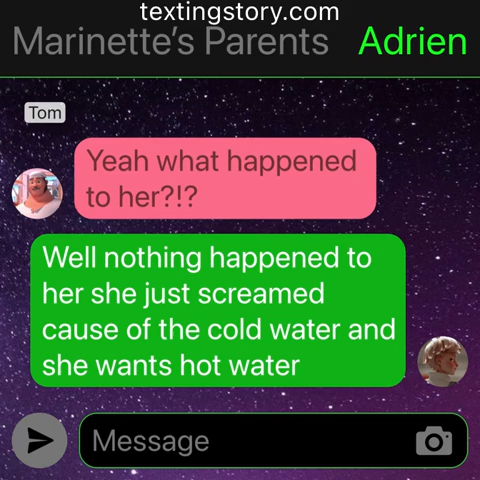 textingstory.com
Marinette’s Parents Adrien
Tom
Yeah what happened
to her?!?
Well nothing happened to
her she just screamed
cause of the cold water and
she wants hot water
Message